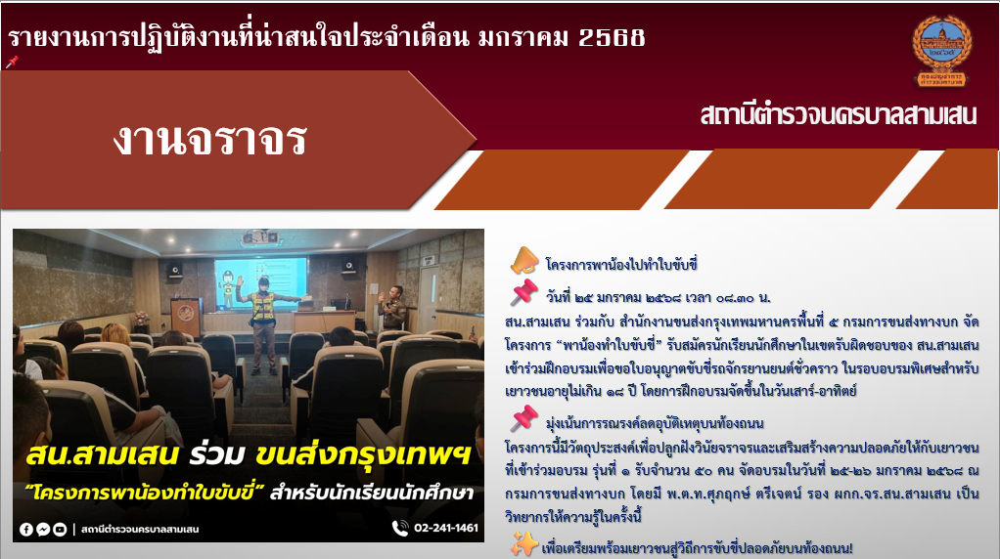 รายงานการปฏิบัติงานที่น่าสนใจประจำเดือน มกราคม 2568
สถานีตำรวจนครบาลสามเสน
งานจราจร
สน.สามเสน ร่วม ขนส่งกรุงเทพฯ
“โครงการพาน้องทำใบขับขี่” สำหรับนักเรียนนักศึกษา
| สถานีตำรวจนครบาลสามเสน
02-241-1461
โครงการพาน้องไปทำใบขับขี่
วันที่ ๒๕ มกราคม ๒๕๖๘ เวลา ๐๘.๓๐ น.
สน.สามเสน ร่วมกับ สำนักงานขนส่งกรุงเทพมหานครพื้นที่ ๕ กรมการขนส่งทางบก จัด
โครงการ “พาน้องทำใบขับขี่” รับสมัครนักเรียนนักศึกษาในเขตรับผิดชอบของ สน.สามเสน
เข้าร่วมฝึกอบรมเพื่อขอใบอนุญาตขับขี่รถจักรยานยนต์ชั่วคราว ในรอบอบรมพิเศษสำหรับ
เยาวชนอายุไม่เกิน ๑๘ ปี โดยการฝึกอบรมจัดขึ้นในวันเสาร์-อาทิตย์
มุ่งเน้นการรณรงค์ลดอุบัติเหตุบนท้องถนน
โครงการนี้มีวัตถุประสงค์เพื่อปลูกฝังวินัยจราจรและเสริมสร้างความปลอดภัยให้กับเยาวชน
ที่เข้าร่วมอบรม รุ่นที่ ๑ รับจำนวน ๕๐ คน จัดอบรมในวันที่ ๒๕-๒๖ มกราคม ๒๕๖๘ ณ
กรมการขนส่งทางบก โดยมี พ.ต.ท.ศุภฤกษ์ ตรีเจตน์ รอง ผกก.จร.สน.สามเสน เป็น
วิทยากรให้ความรู้ในครั้งนี้
เพื่อเตรียมพร้อมเยาวชนสู่วิถีการขับขี่ปลอดภัยบนท้องถนน!